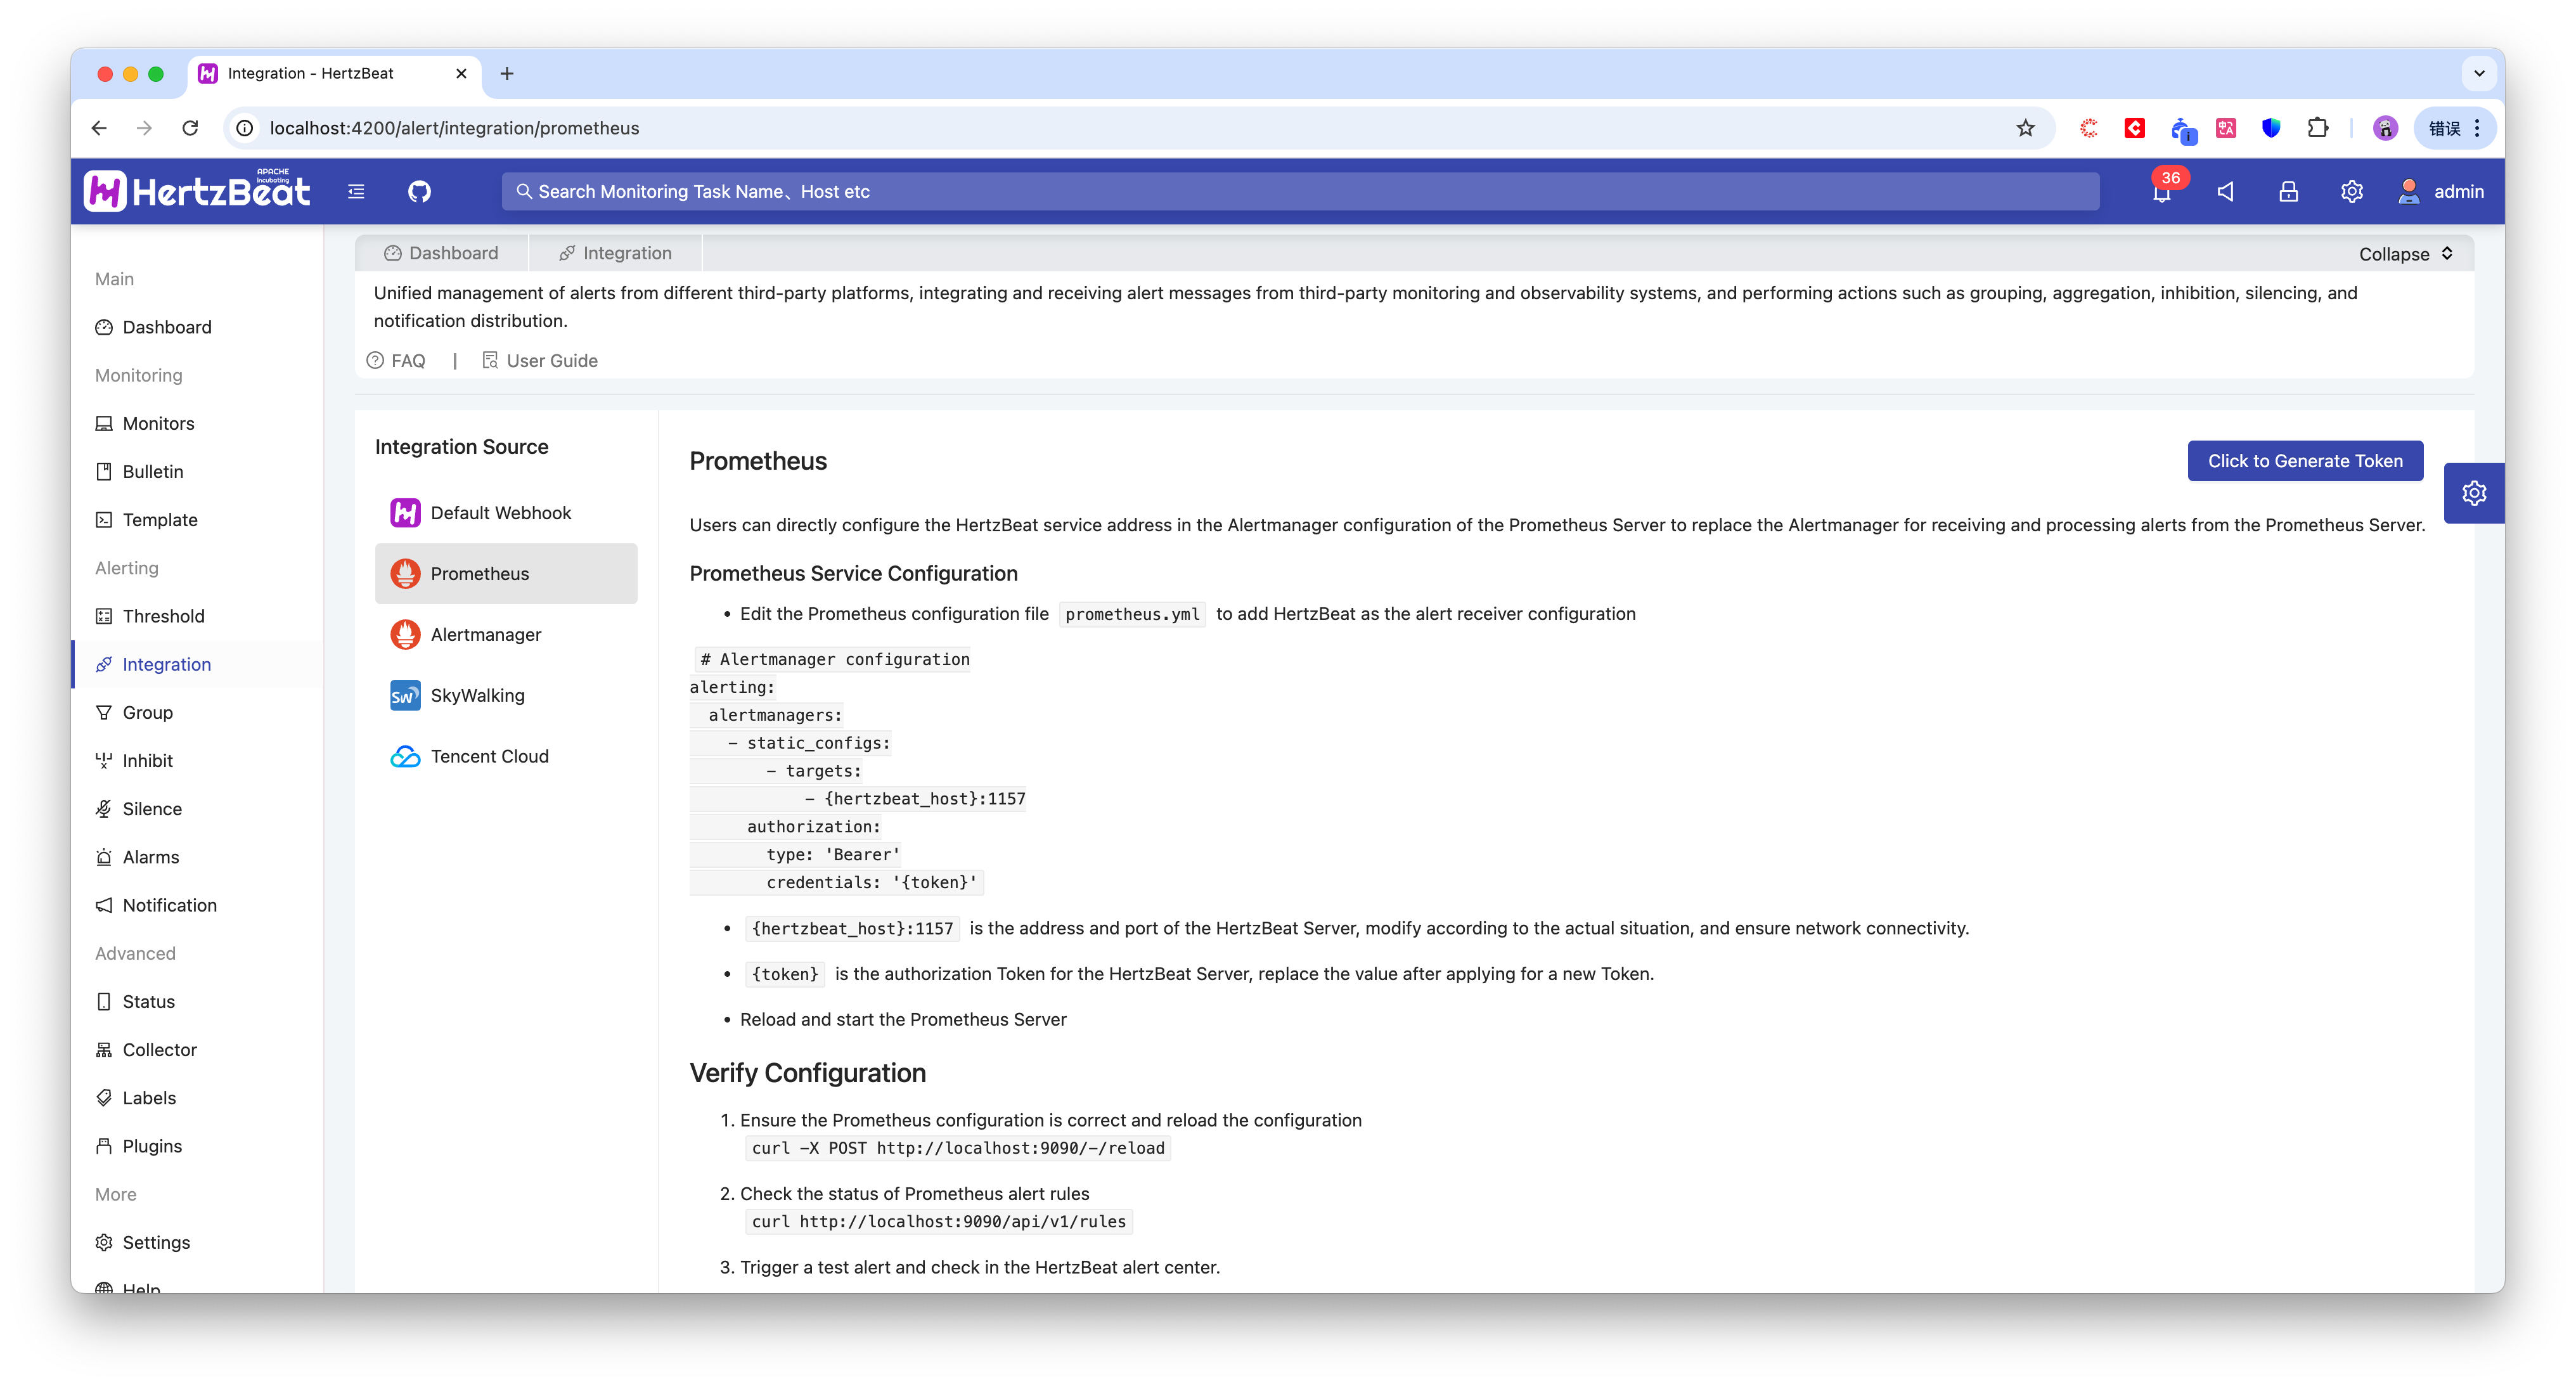 Integration - HertzBeat
localhost:4200/alert/integration/prometheus
错误
HertzBeat
APACHE
incubating
Search Monitoring Task Name、Host etc
36
admin
Main
Dashboard
Monitoring
Monitors
Bulletin
Template
Alerting
Threshold
Integration
Group
Inhibit
Silence
Alarms
Notification
Advanced
Status
Collector
Labels
Plugins
More
Settings
Help
Dashboard
Integration
Collapse
Unified management of alerts from different third-party platforms, integrating and receiving alert messages from third-party monitoring and observability systems, and performing actions such as grouping, aggregation, inhibition, silencing, and
notification distribution.
FAQ | User Guide
Integration Source
Default Webhook
Prometheus
Alertmanager
SW SkyWalking
Tencent Cloud
Prometheus
Click to Generate Token
Users can directly configure the HertzBeat service address in the Alertmanager configuration of the Prometheus Server to replace the Alertmanager for receiving and processing alerts from the Prometheus Server.
Prometheus Service Configuration
• Edit the Prometheus configuration file prometheus.yml to add HertzBeat as the alert receiver configuration
# Alertmanager configuration
alerting:
  alertmanagers:
    - static_configs:
        - targets:
            - {hertzbeat_host}:1157
      authorization:
        type: 'Bearer'
        credentials: '{token}'
• {hertzbeat_host}:1157 is the address and port of the HertzBeat Server, modify according to the actual situation, and ensure network connectivity.
• {token} is the authorization Token for the HertzBeat Server, replace the value after applying for a new Token.
• Reload and start the Prometheus Server
Verify Configuration
1. Ensure the Prometheus configuration is correct and reload the configuration
curl -X POST http://localhost:9090/-/reload
2. Check the status of Prometheus alert rules
curl http://localhost:9090/api/v1/rules
3. Trigger a test alert and check in the HertzBeat alert center.